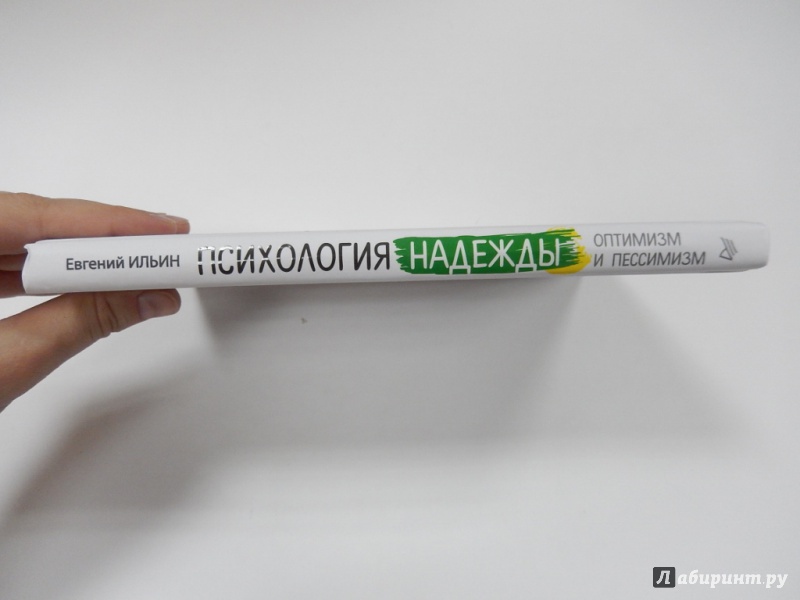 Евгений ИЛЬИН
ПСИХОЛОГИЯ НАДЕЖДЫ
ОПТИМИЗМ
И ПЕССИМИЗМ
Лабиринт.ру